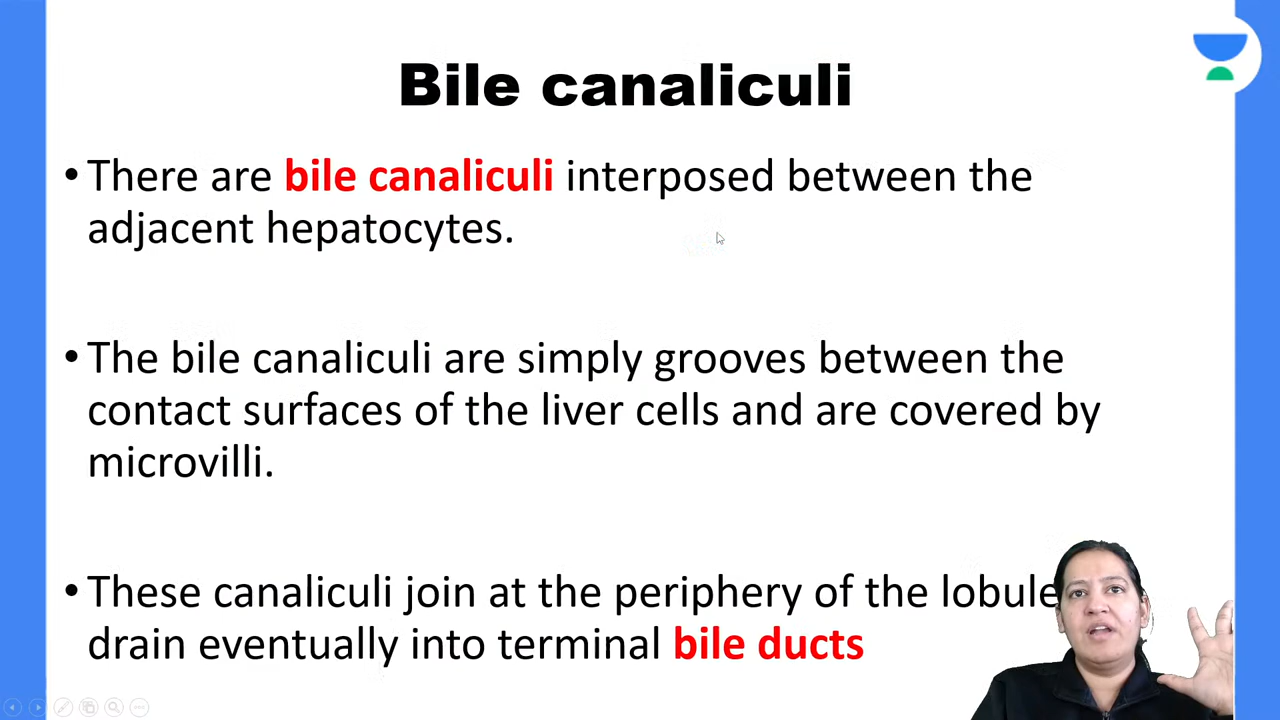 Bile canaliculi
• There are bile canaliculi interposed between the
adjacent hepatocytes.
• The bile canaliculi are simply grooves between the
contact surfaces of the liver cells and are covered by
microvilli.
• These canaliculi join at the periphery of the lobule
drain eventually into terminal bile ducts